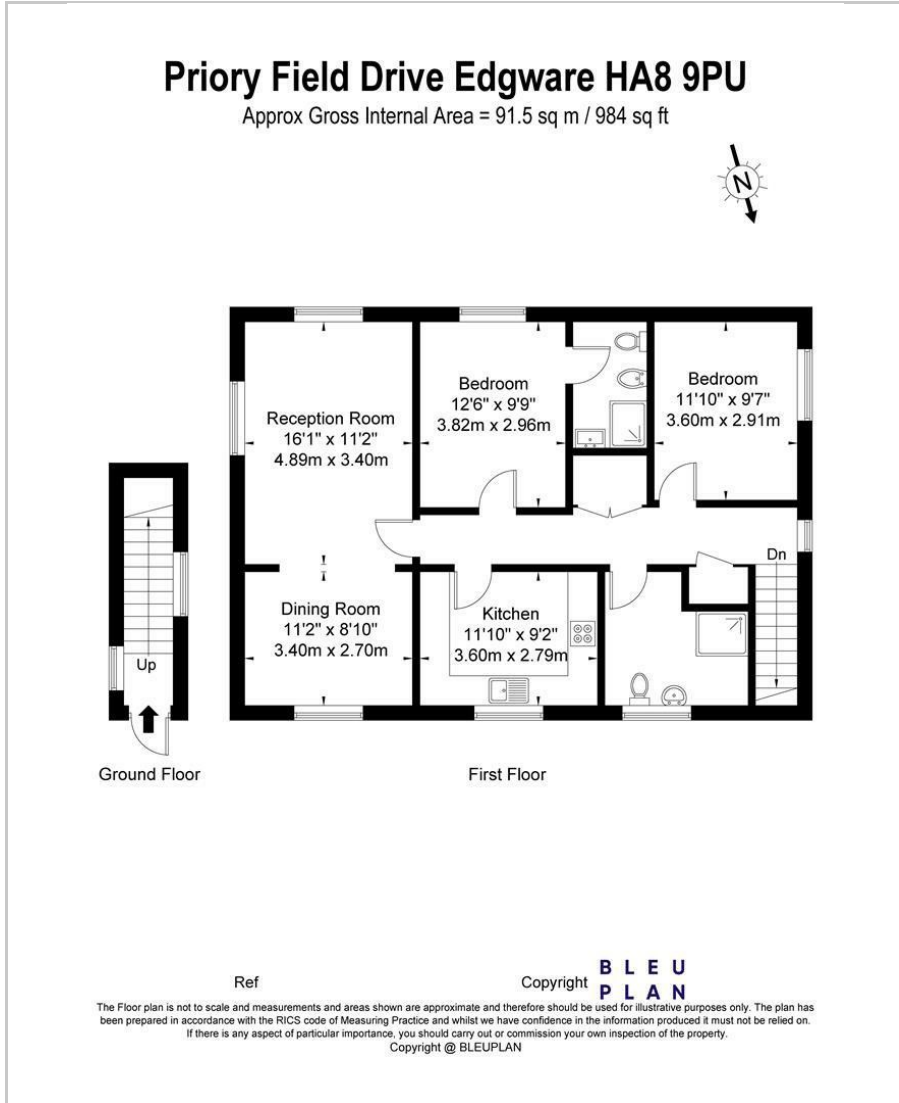 Priory Field Drive Edgware HA8 9PU
Approx Gross Internal Area = 91.5 sq m / 984 sq ft
N
Reception Room
16'1" x 11'2"
4.89m x 3.40m
Bedroom
12'6" x 9'9"
3.82m x 2.96m
Bedroom
11'10" x 9'7"
3.60m x 2.91m
Dn
Dining Room
11'2" x 8'10"
3.40m x 2.70m
Kitchen
11'10" x 9'2"
3.60m x 2.79m
Up
Ground Floor
First Floor
Ref
Copyright
BLEU
PLAN
The Floor plan is not to scale and measurements and areas shown are approximate and therefore should be used for illustrative purposes only. The plan has
been prepared in accordance with the RICS code of Measuring Practice and whilst we have confidence in the information produced it must not be relied on.
If there is any aspect of particular importance, you should carry out or commission your own inspection of the property.
Copyright @ BLEUPLAN